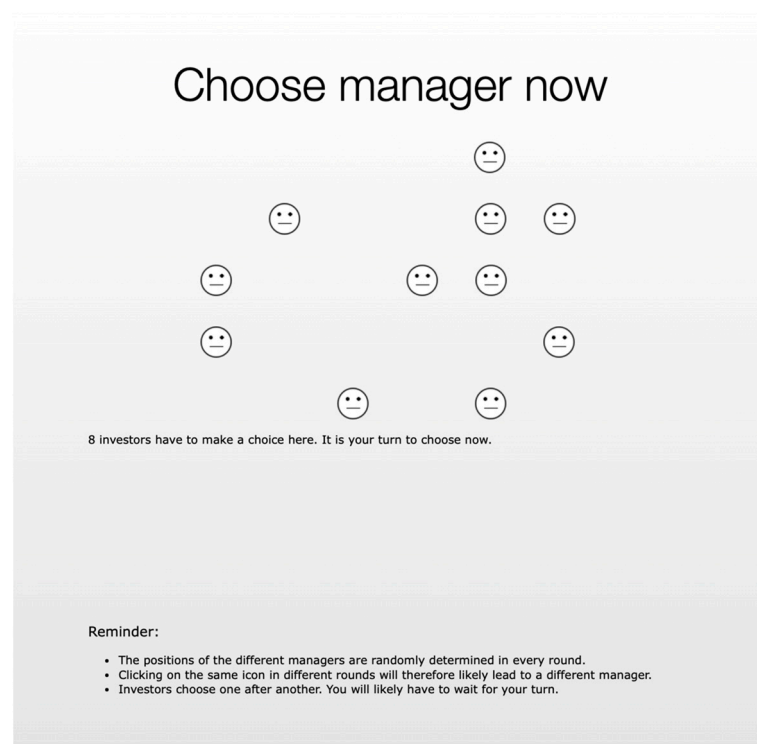 Choose manager now
8 investors have to make a choice here. It is your turn to choose now.
Reminder:
• The positions of the different managers are randomly determined in every round.
• Clicking on the same icon in different rounds will therefore likely lead to a different manager.
• Investors choose one after another. You will likely have to wait for your turn.